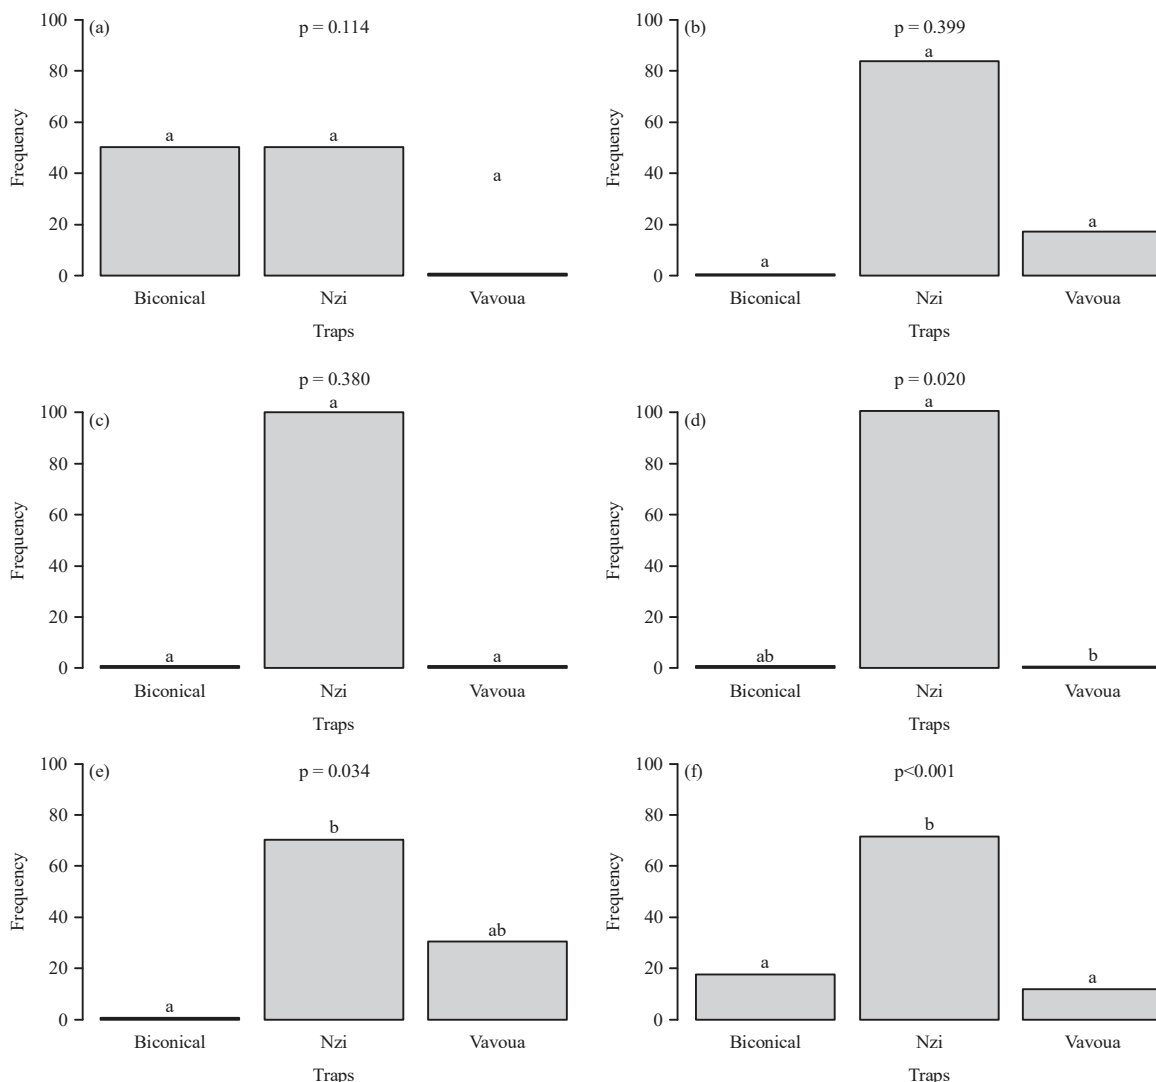 (a)
p = 0.114
100
80
60
40
20
0
Frequency
a
a
a
Biconical
Nzi
Vavoua
Traps
(b)
p = 0.399
100
80
60
40
20
0
Frequency
a
a
a
Biconical
Nzi
Vavoua
Traps
(c)
p = 0.380
100
80
60
40
20
0
Frequency
a
a
a
Biconical
Nzi
Vavoua
Traps
(d)
p = 0.020
100
80
60
40
20
0
Frequency
ab
a
b
Biconical
Nzi
Vavoua
Traps
(e)
p = 0.034
100
80
60
40
20
0
Frequency
a
b
ab
Biconical
Nzi
Vavoua
Traps
(f)
p<0.001
100
80
60
40
20
0
Frequency
a
b
a
Biconical
Nzi
Vavoua
Traps